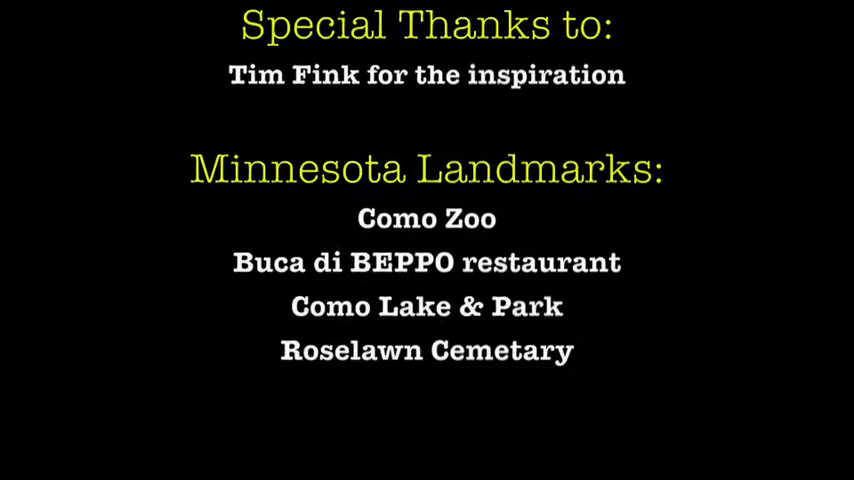 Special Thanks to:
Tim Fink for the inspiration
Minnesota Landmarks:
Como Zoo
Buca di BEPPO restaurant
Como Lake & Park
Roselawn Cemetary